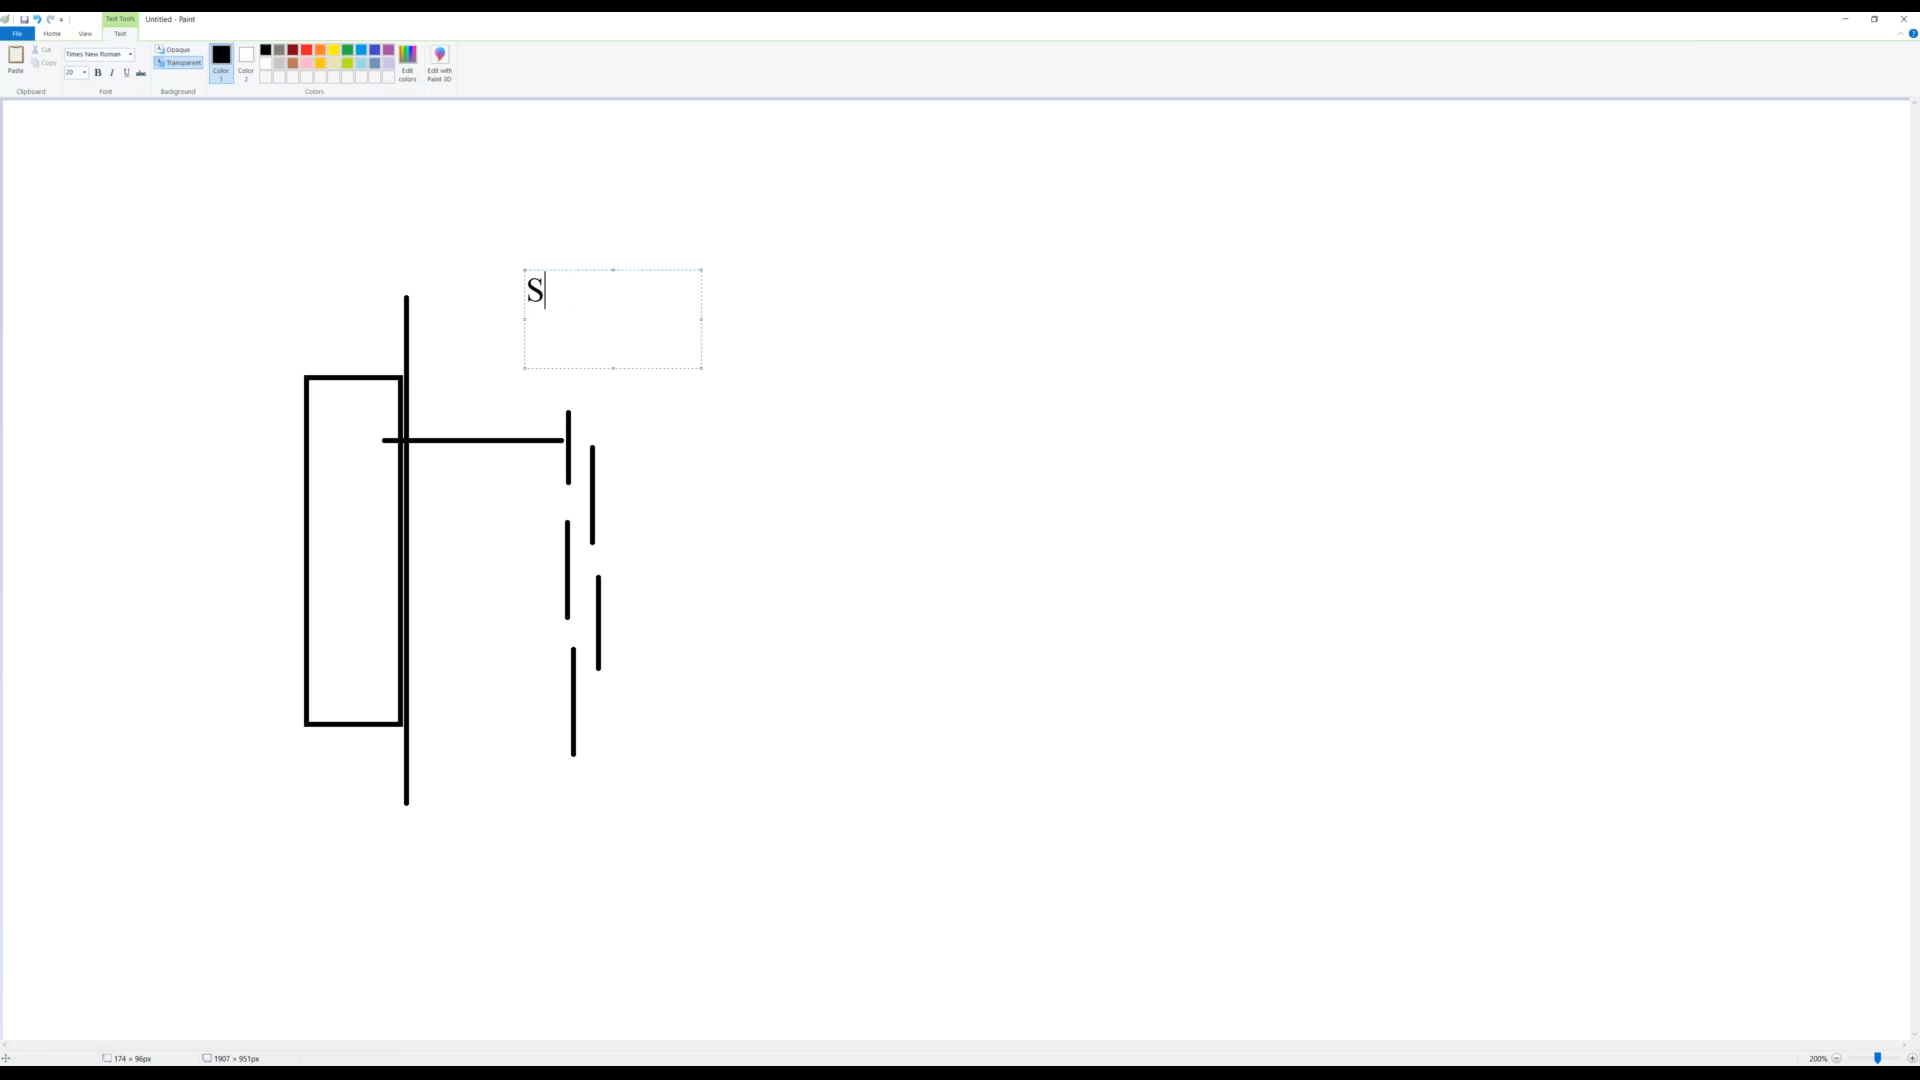 Text Tools
Untitled - Paint
File
Home
View
Text
Paste
Cut
Copy
Clipboard
Times New Roman
20
B
I
U
abc
Font
Opaque
Transparent
Background
Color
1
Color
2
Edit
colors
Colors
Edit with
Paint 3D
S
174 × 96px
1907 × 951px
200%